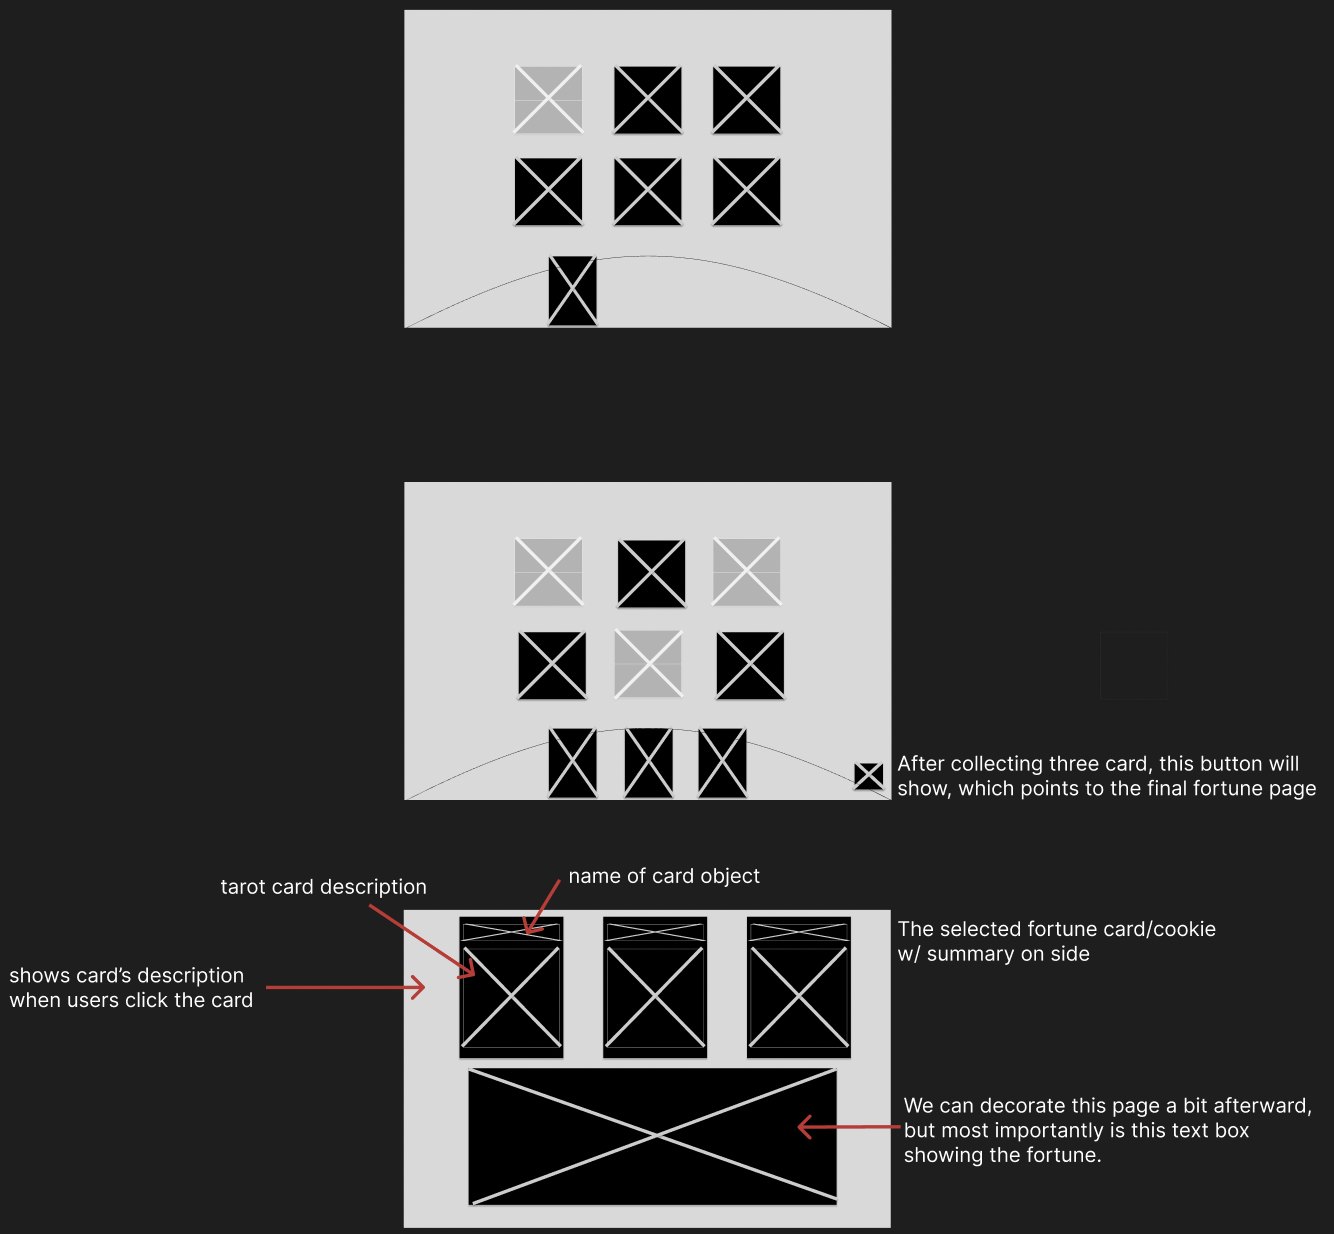 After collecting three card, this button will
show, which points to the final fortune page
name of card object
tarot card description
The selected fortune card/cookie
w/ summary on side
shows card’s description
when users click the card
We can decorate this page a bit afterward,
but most importantly is this text box
showing the fortune.